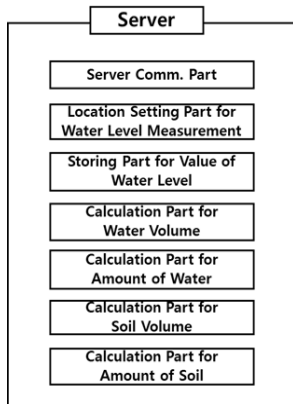 Server
Server Comm. Part
Location Setting Part for
Water Level Measurement
Storing Part for Value of
Water Level
Calculation Part for
Water Volume
Calculation Part for
Amount of Water
Calculation Part for
Soil Volume
Calculation Part for
Amount of Soil